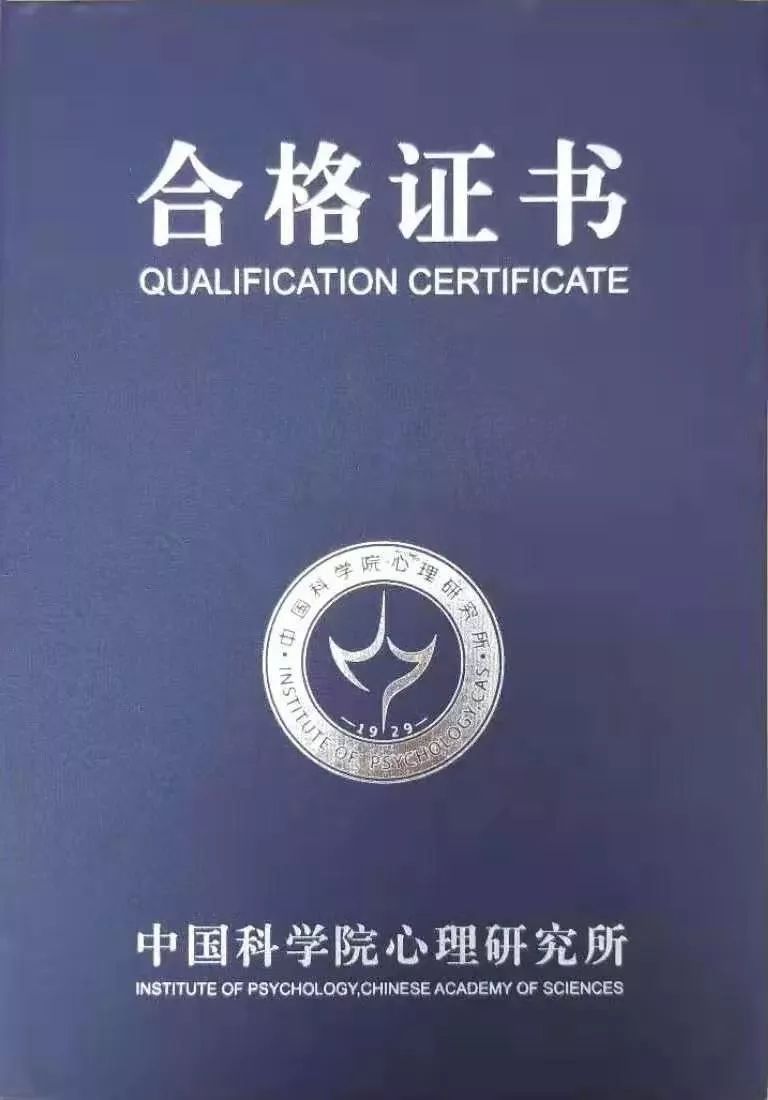 合格证书
QUALIFICATION CERTIFICATE
·中国科学院心理研究所·
INSTITUTE OF PSYCHOLOGY,CAS
1929
中国科学院心理研究所
INSTITUTE OF PSYCHOLOGY,CHINESE ACADEMY OF SCIENCES